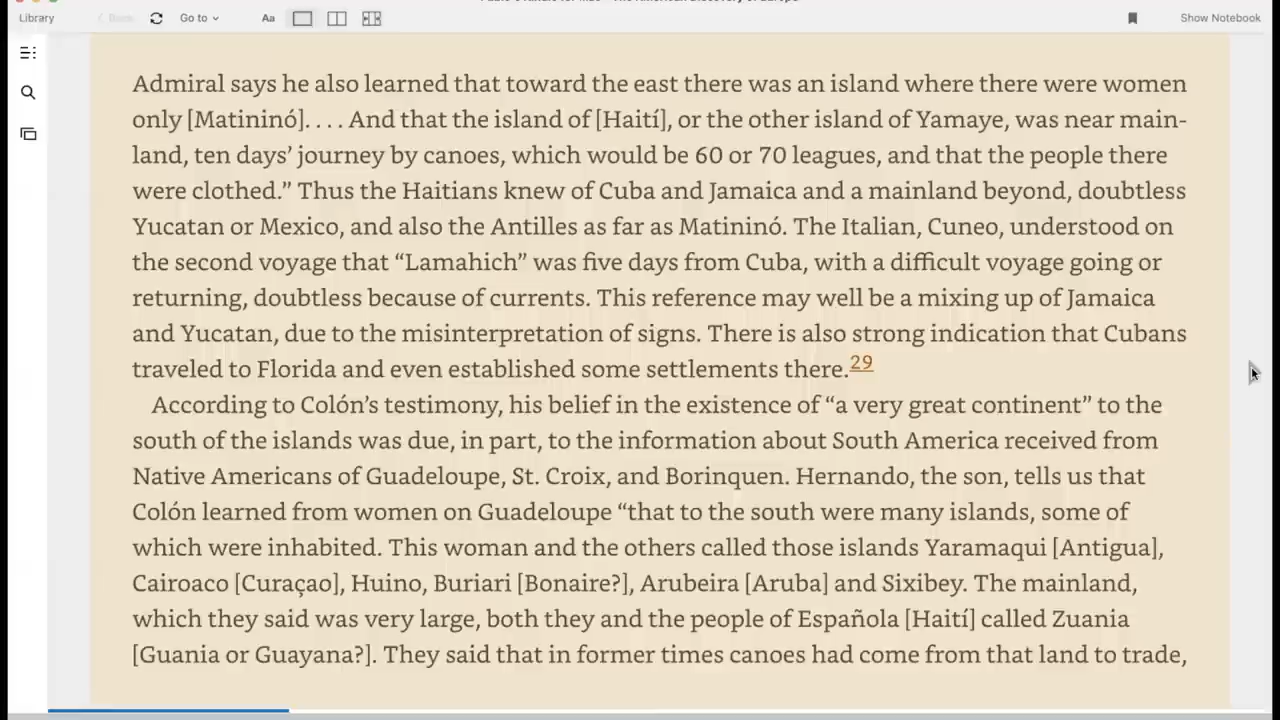 Library
Back
Go to
Aa
Show Notebook
Admiral says he also learned that toward the east there was an island where there were women
only [Matininó]. . . . And that the island of [Haití], or the other island of Yamaye, was near main-
land, ten days’ journey by canoes, which would be 60 or 70 leagues, and that the people there
were clothed.” Thus the Haitians knew of Cuba and Jamaica and a mainland beyond, doubtless
Yucatan or Mexico, and also the Antilles as far as Matininó. The Italian, Cuneo, understood on
the second voyage that “Lamahich” was five days from Cuba, with a difficult voyage going or
returning, doubtless because of currents. This reference may well be a mixing up of Jamaica
and Yucatan, due to the misinterpretation of signs. There is also strong indication that Cubans
traveled to Florida and even established some settlements there.29
According to Colón’s testimony, his belief in the existence of “a very great continent” to the
south of the islands was due, in part, to the information about South America received from
Native Americans of Guadeloupe, St. Croix, and Borinquen. Hernando, the son, tells us that
Colón learned from women on Guadeloupe “that to the south were many islands, some of
which were inhabited. This woman and the others called those islands Yaramaqui [Antigua],
Cairoaco [Curaçao], Huino, Buriari [Bonaire?], Arubeira [Aruba] and Sixibey. The mainland,
which they said was very large, both they and the people of Española [Haití] called Zuania
[Guania or Guayana?]. They said that in former times canoes had come from that land to trade,